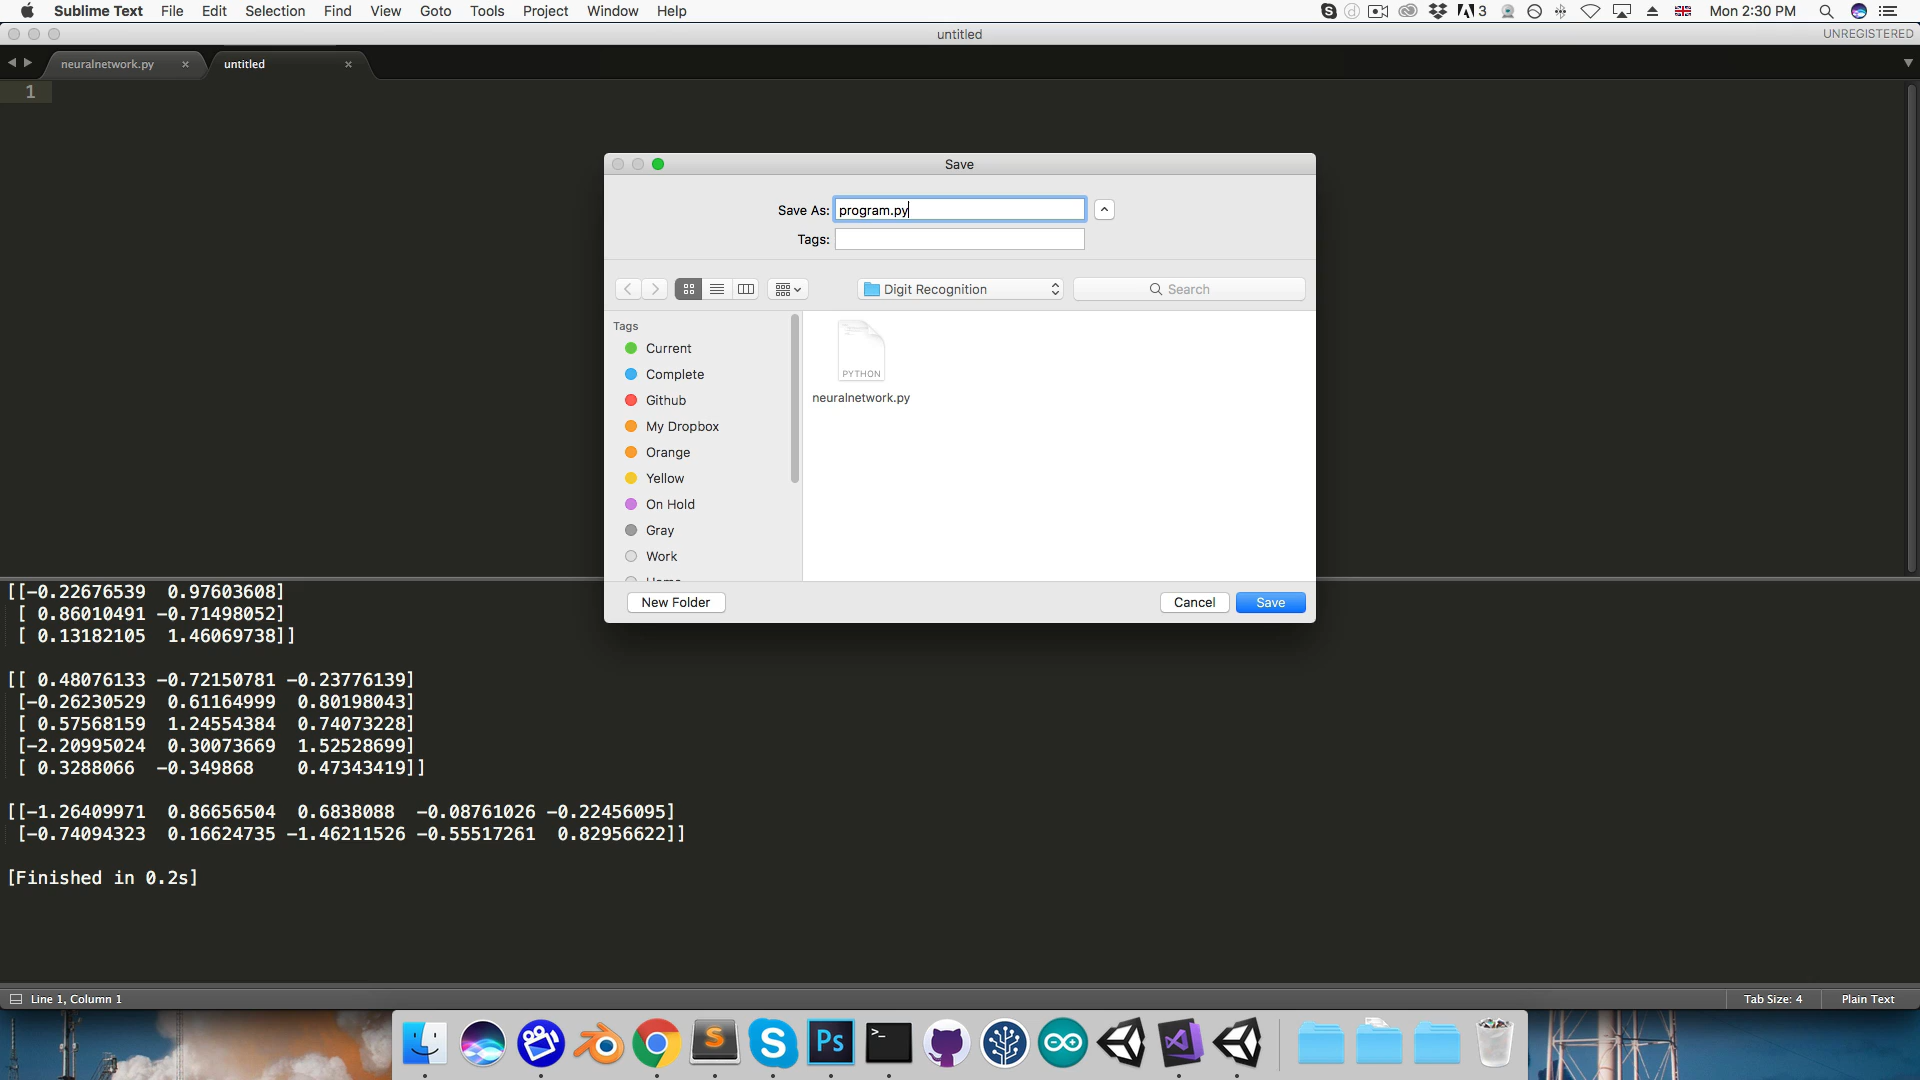 Sublime Text File Edit Selection Find View Goto Tools Project Window Help 3 Mon 2:30 PM
untitled UNREGISTERED
neuralnetwork.py × untitled ×
1
Save
Save As: program.py
Tags:
Digit Recognition Search
Tags
Current
Complete
Github
My Dropbox
Orange
Yellow
On Hold
Gray
Work
PYTHON
neuralnetwork.py
New Folder Cancel Save
[[-0.22676539 0.97603608]
[ 0.86010491 -0.71498052]
[ 0.13182105 1.46069738]]
[[ 0.48076133 -0.72150781 -0.23776139]
[-0.26230529 0.61164999 0.80198043]
[ 0.57568159 1.24554384 0.74073228]
[-2.20995024 0.30073669 1.52528699]
[ 0.3288066 -0.349868 0.47343419]]
[[-1.26409971 0.86656504 0.6838088 -0.08761026 -0.22456095]
[-0.74094323 0.16624735 -1.46211526 -0.55517261 0.82956622]]
[Finished in 0.2s]
Line 1, Column 1 Tab Size: 4 Plain Text
S S Ps >_